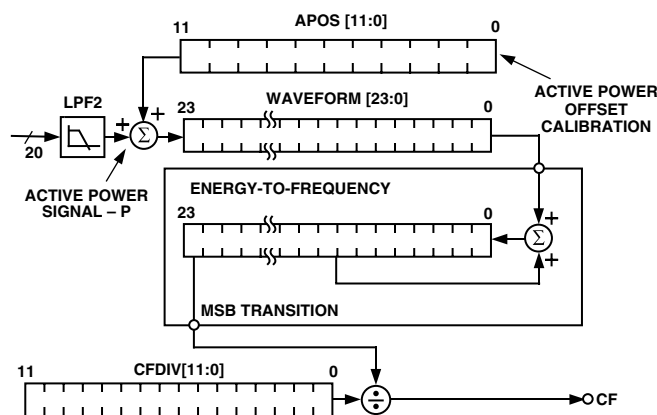 APOS [11:0]
11 0
LPF2
WAVEFORM [23:0]
23 0
ACTIVE POWER
OFFSET
CALIBRATION
+ +
Σ
20
ACTIVE POWER
SIGNAL – P
ENERGY-TO-FREQUENCY
23 0
+
Σ
+
MSB TRANSITION
11 CFDIV[11:0] 0
÷
CF